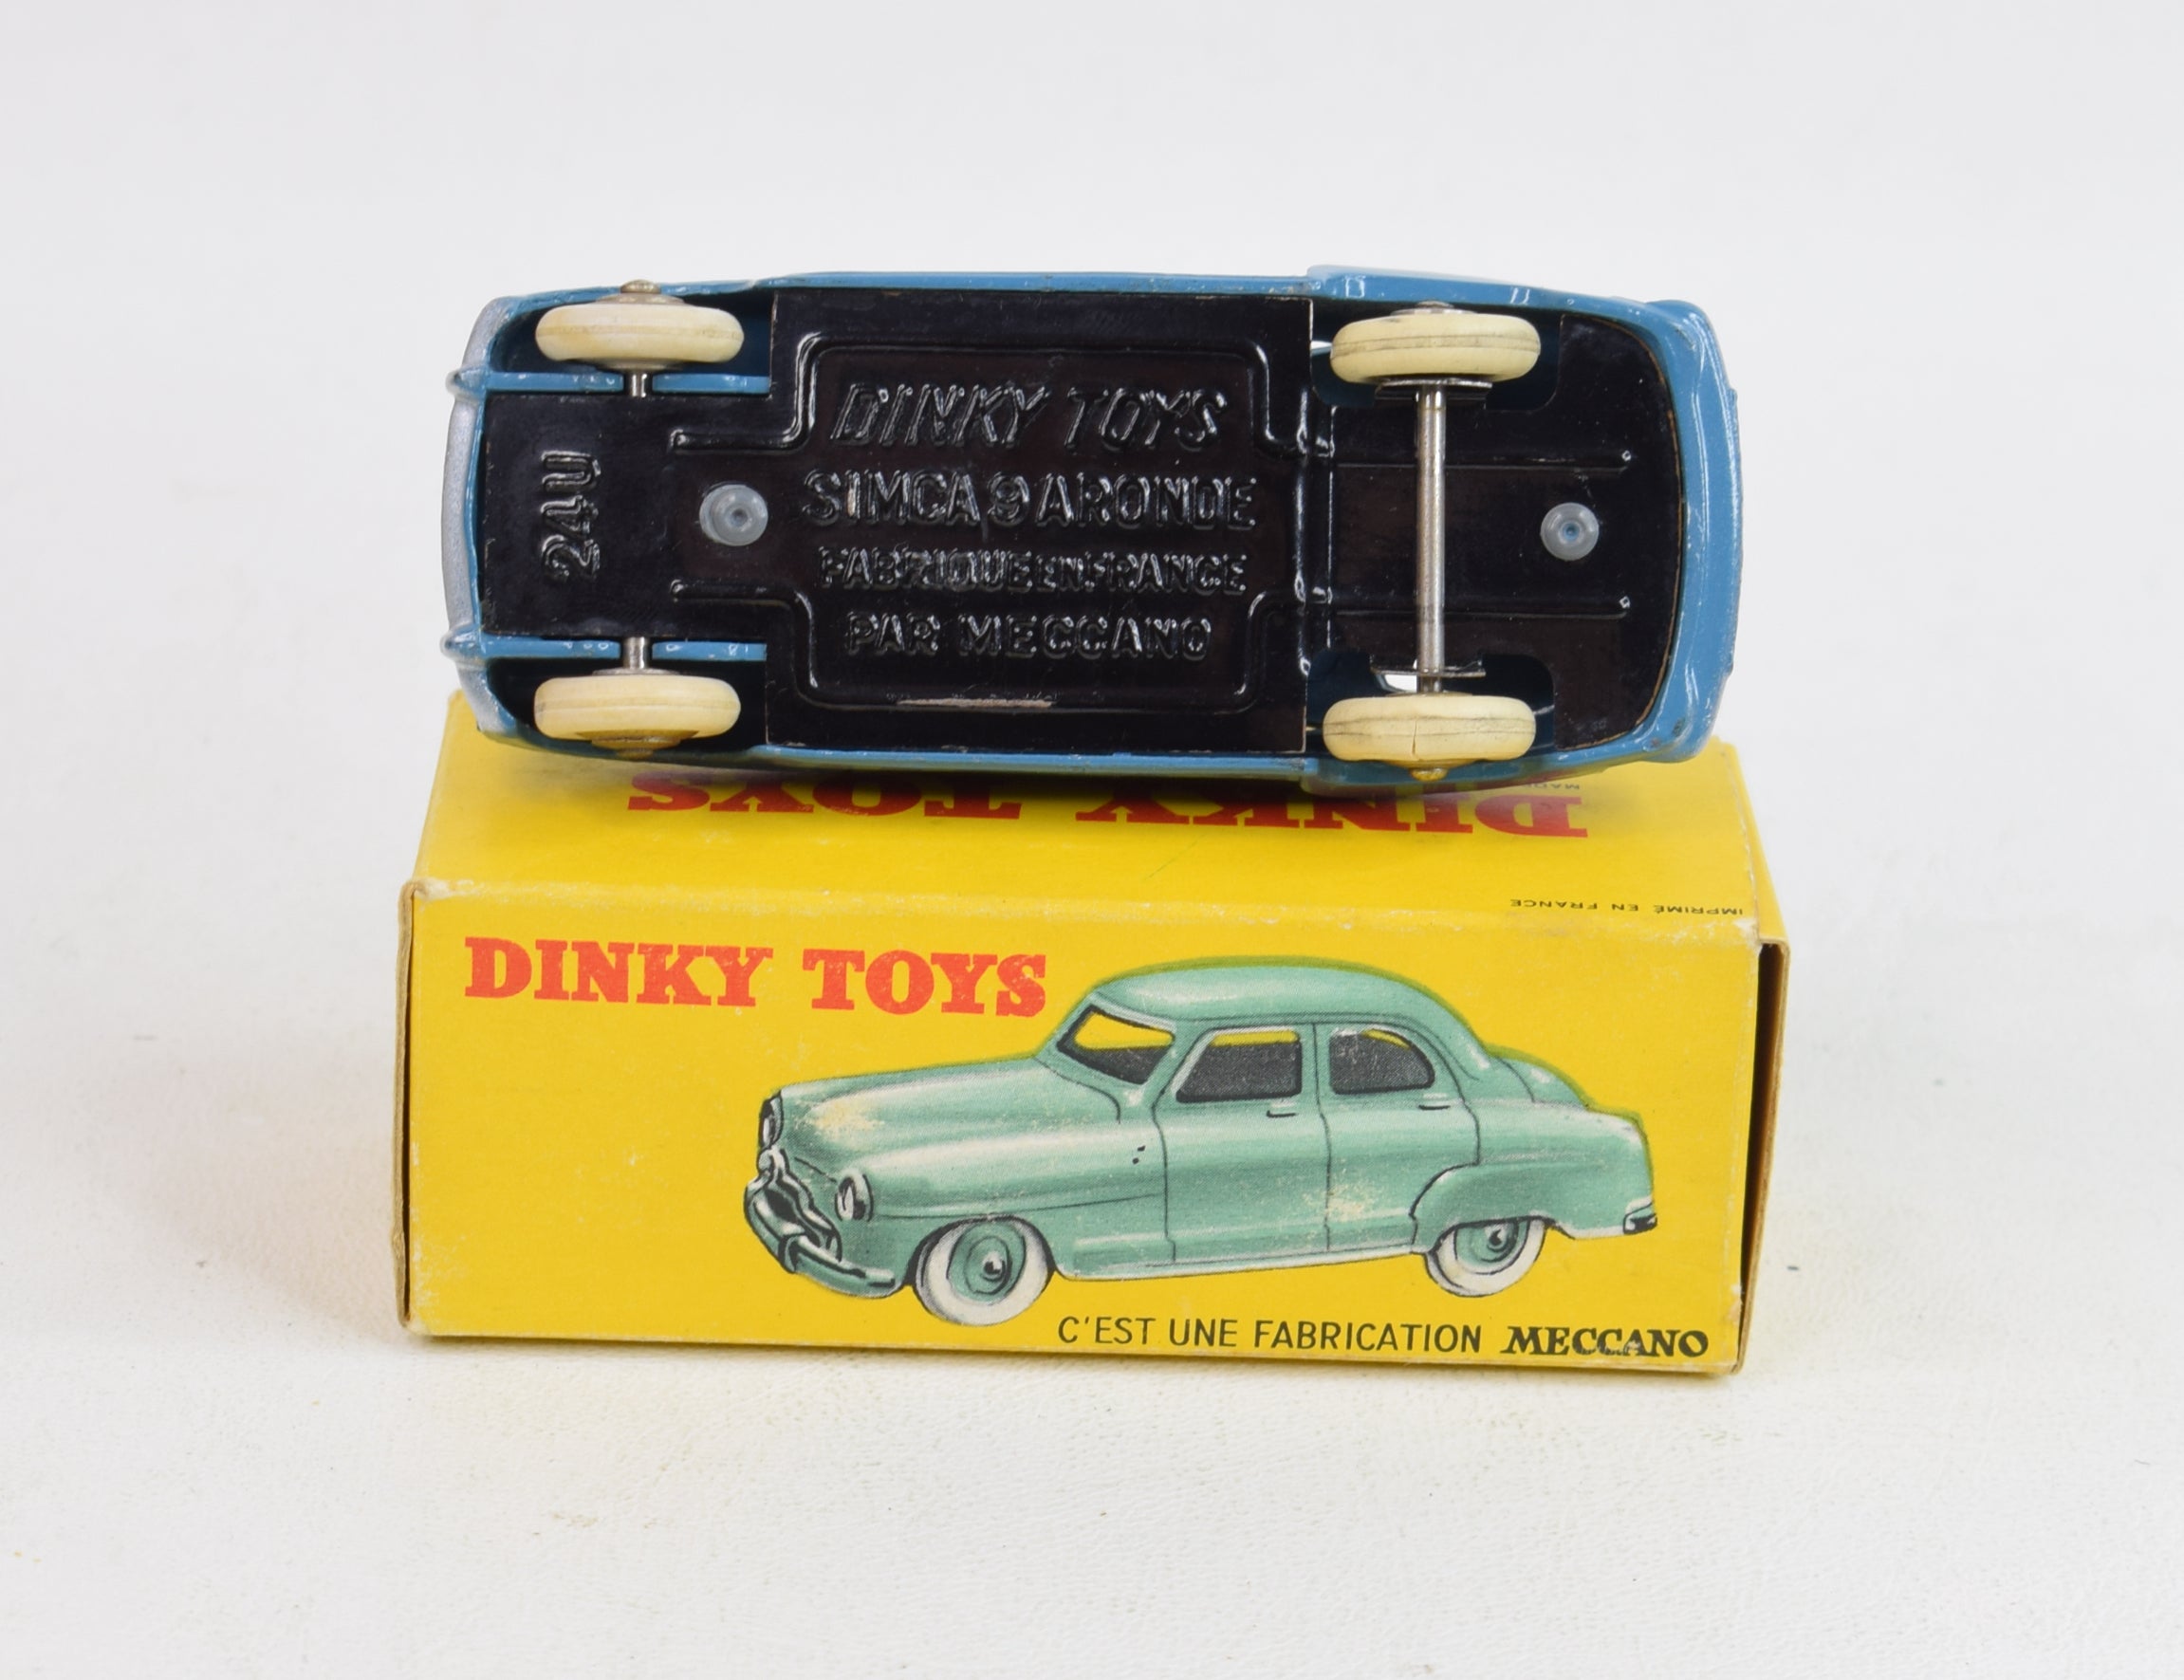 DINKY TOYS
24U
SIMCA 9 ARONDE
FABRIQUE EN FRANCE
PAR MECCANO
DINKY TOYS
IMPRIMÉ EN FRANCE
DINKY TOYS
C'EST UNE FABRICATION MECCANO